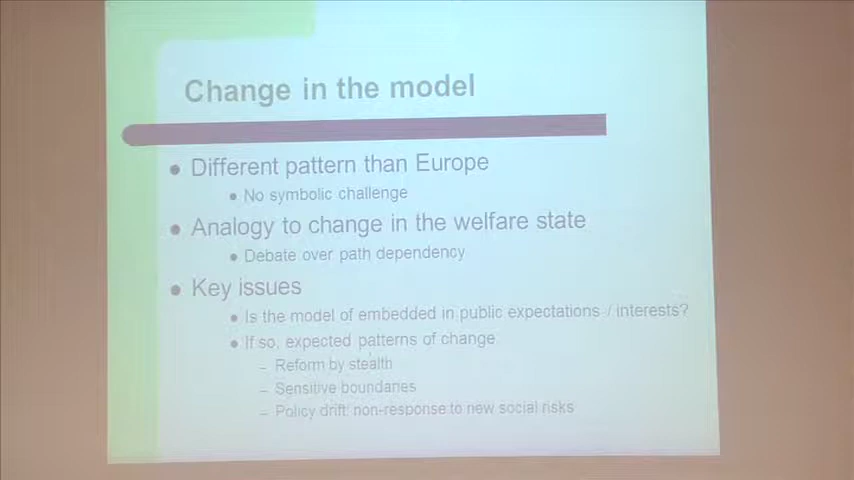 Change in the model
Different pattern than Europe
No symbolic challenge
Analogy to change in the welfare state
Debate over path dependency
Key issues
Is the model of embedded in public expectations / interests?
If so, expected patterns of change
– Reform by stealth
– Sensitive boundaries
– Policy drift: non-response to new social risks